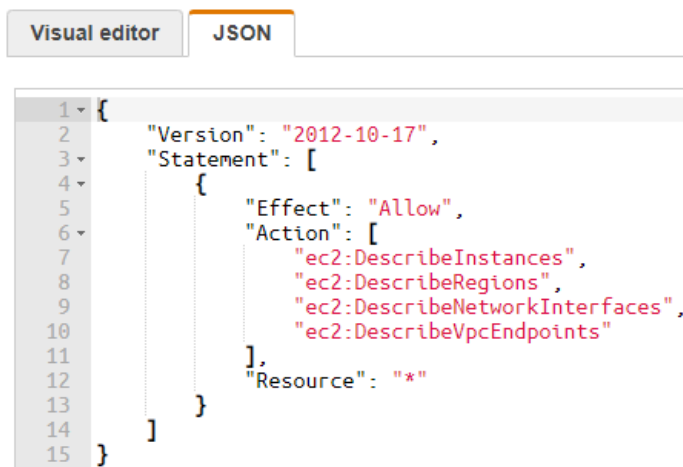 Visual editor JSON
1 {
2 "Version": "2012-10-17",
3 "Statement": [
4 {
5 "Effect": "Allow",
6 "Action": [
7 "ec2:DescribeInstances",
8 "ec2:DescribeRegions",
9 "ec2:DescribeNetworkInterfaces",
10 "ec2:DescribeVpcEndpoints"
11 ],
12 "Resource": "*"
13 }
14 ]
15 }